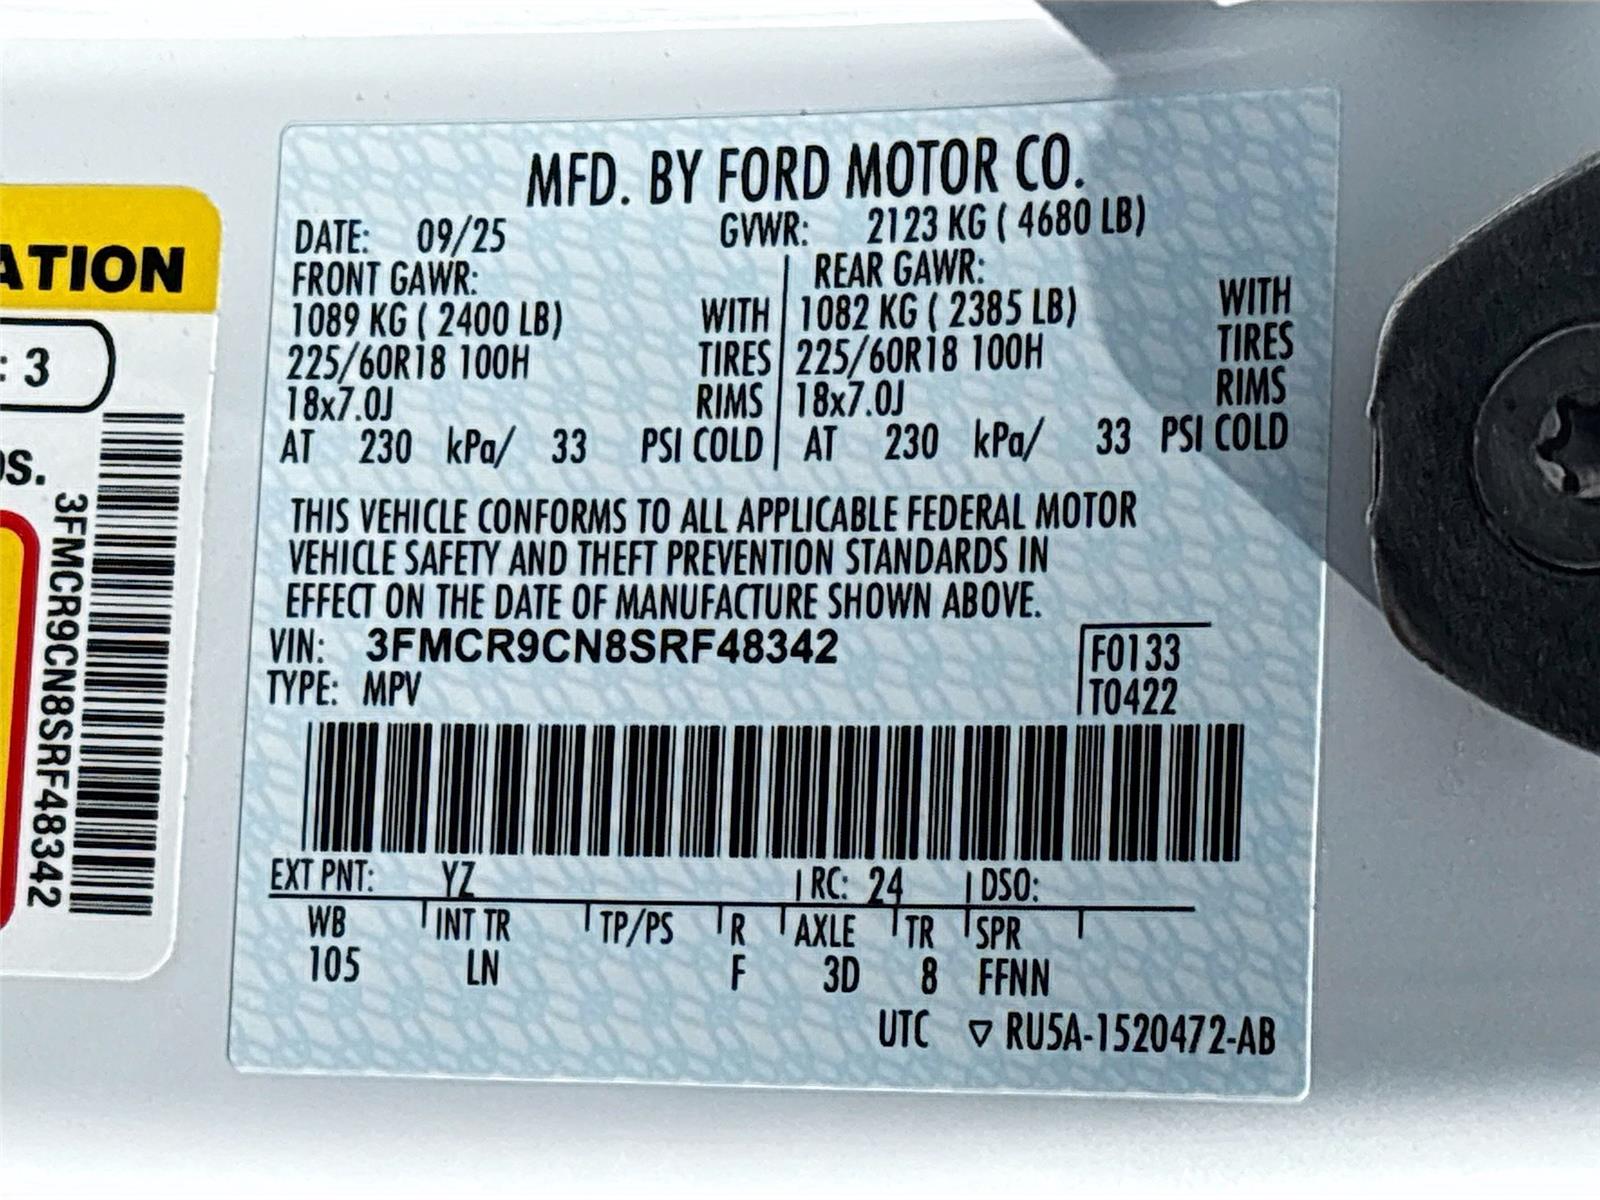 MFD. BY FORD MOTOR CO.
DATE: 09/25 GVWR: 2123 KG ( 4680 LB)
FRONT GAWR: REAR GAWR:
1089 KG ( 2400 LB) WITH 1082 KG ( 2385 LB) WITH
225/60R18 100H TIRES 225/60R18 100H TIRES
18x7.0J RIMS 18x7.0J RIMS
AT 230 kPa/ 33 PSI COLD AT 230 kPa/ 33 PSI COLD
THIS VEHICLE CONFORMS TO ALL APPLICABLE FEDERAL MOTOR
VEHICLE SAFETY AND THEFT PREVENTION STANDARDS IN
EFFECT ON THE DATE OF MANUFACTURE SHOWN ABOVE.
VIN: 3FMCR9CN8SRF48342 F0133
TYPE: MPV T0422
EXT PNT: YZ RC: 24 DSO:
WB INT TR TP/PS R AXLE TR SPR
105 LN F 3D 8 FFNN
UTC ▽ RU5A-1520472-AB
ATION
: 3
os.
3FMCR9CN8SRF48342